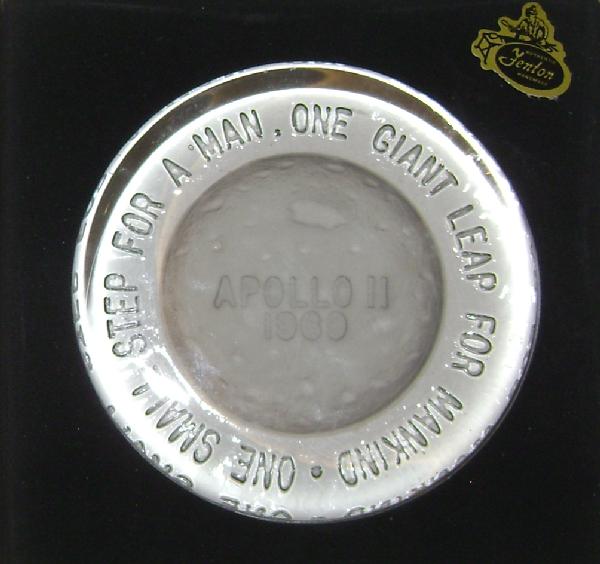 ONE SMALL STEP FOR A MAN, ONE GIANT LEAP FOR MANKIND •
APOLLO 11
1969
Fenton